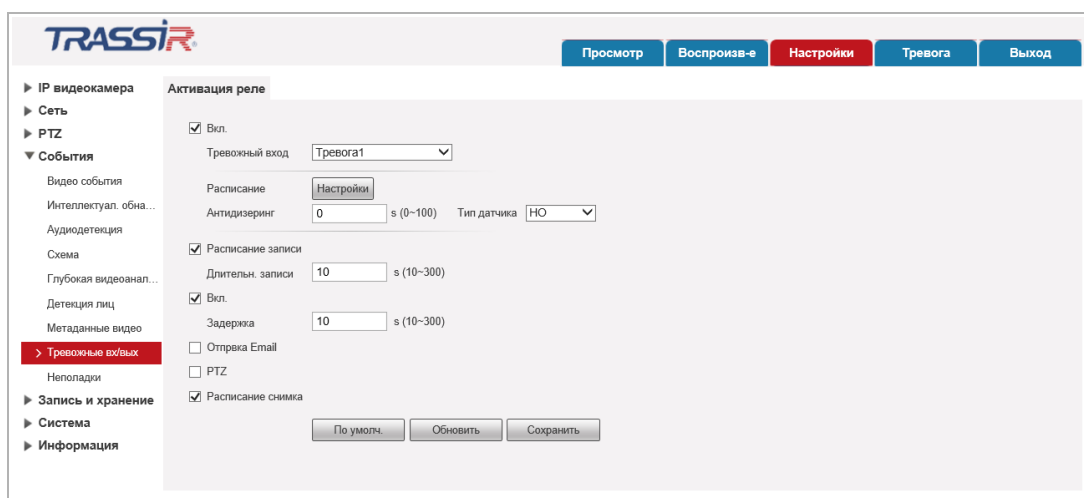 TRASSIR
Просмотр Воспроизв-е Настройки Тревога Выход
IP видеокамера
Сеть
PTZ
События
Видео события
Интеллектуал. обна...
Аудиодетекция
Схема
Глубокая видеоанал...
Детекция лиц
Метаданные видео
Тревожные вх/вых
Неполадки
Запись и хранение
Система
Информация
Активация реле
Вкл.
Тревожный вход Тревога1
Расписание Настройки
Антидизеринг 0 s (0~100) Тип датчика НО
Расписание записи
Длительн. записи 10 s (10~300)
Вкл.
Задержка 10 s (10~300)
Отпрвка Email
PTZ
Расписание снимка
По умолч. Обновить Сохранить